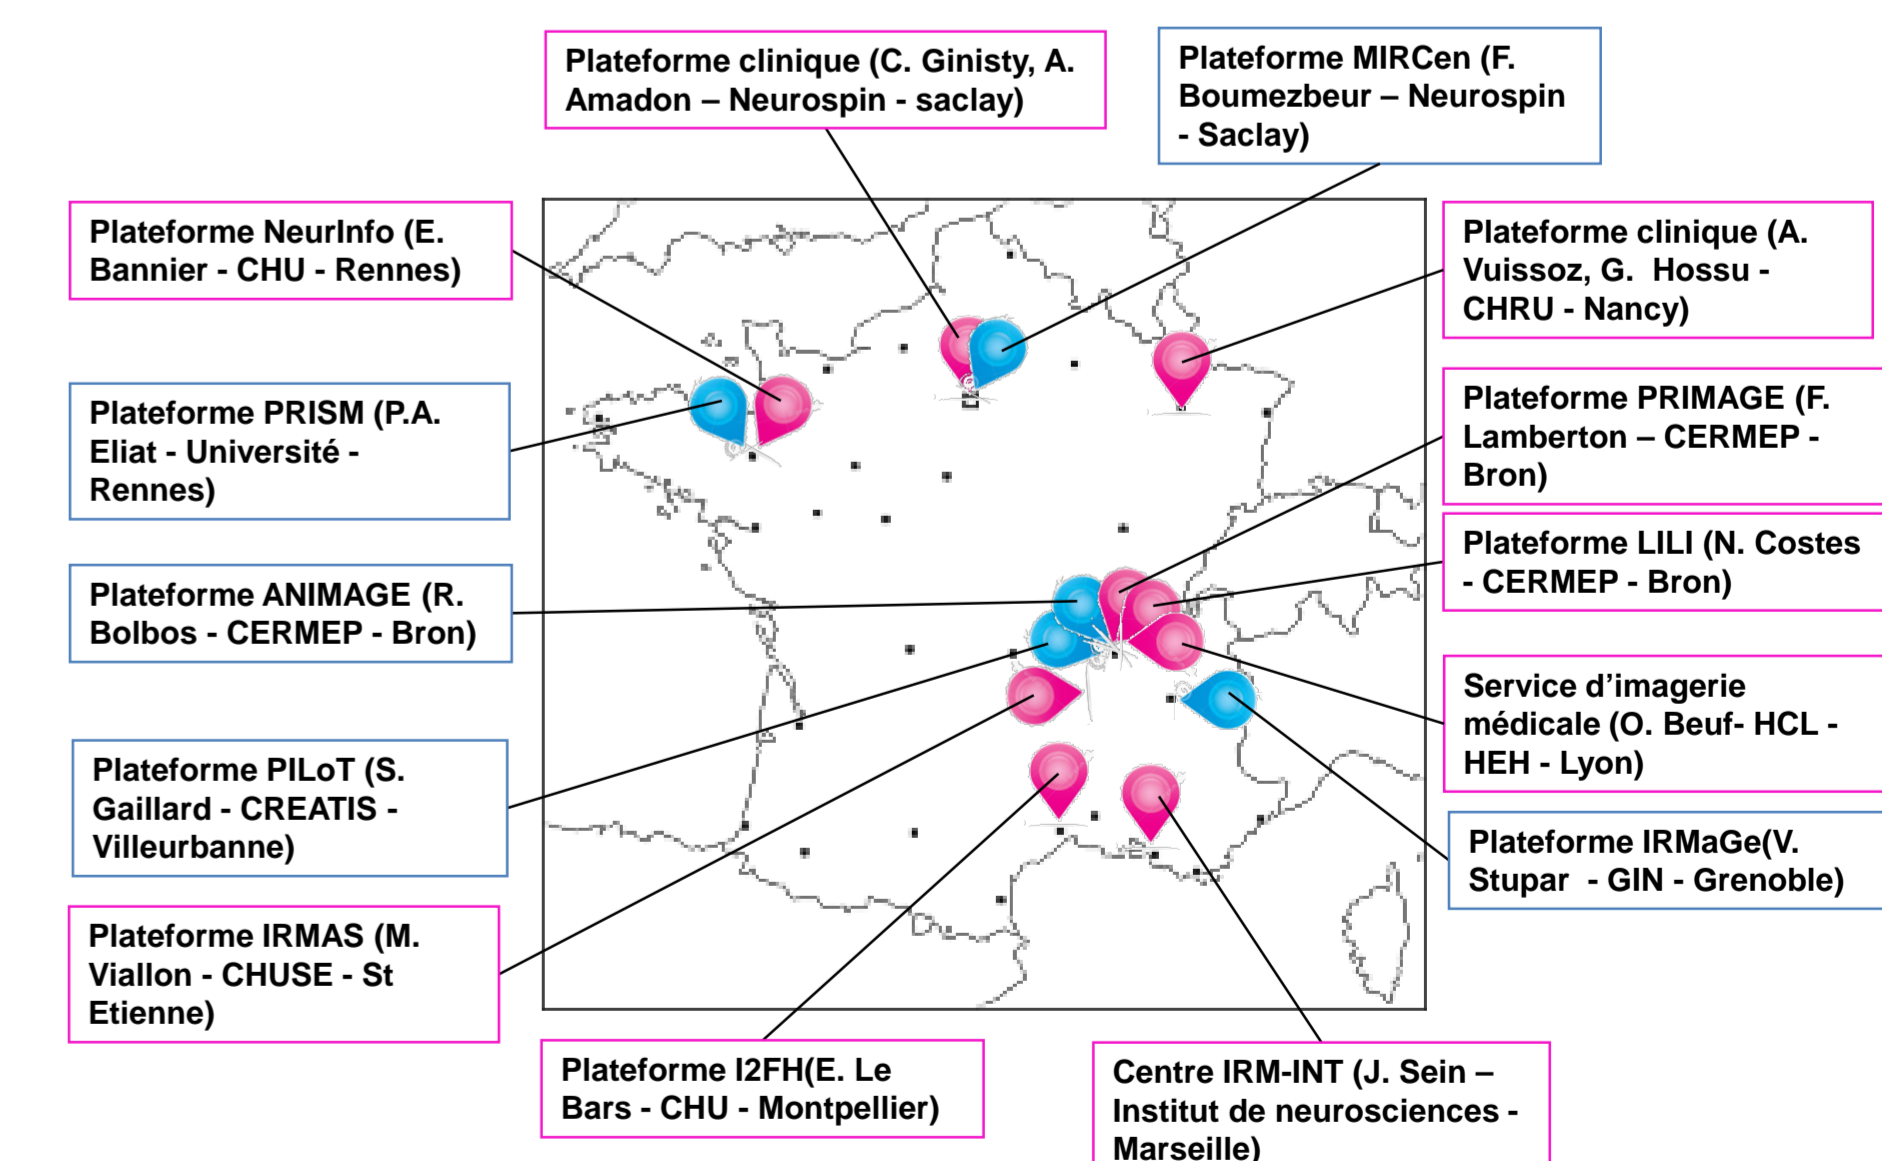 Plateforme clinique (C. Ginisty, A.
Amadon – Neurospin - saclay)
Plateforme MIRCen (F.
Boumezbeur – Neurospin
- Saclay)
Plateforme NeurInfo (E.
Bannier - CHU - Rennes)
Plateforme clinique (A.
Vuissoz, G.  Hossu -
CHRU - Nancy)
Plateforme PRISM (P.A.
Eliat - Université -
Rennes)
Plateforme PRIMAGE (F.
Lamberton – CERMEP -
Bron)
Plateforme LILI (N. Costes
- CERMEP - Bron)
Plateforme ANIMAGE (R.
Bolbos - CERMEP - Bron)
Service d’imagerie
médicale (O. Beuf- HCL -
HEH - Lyon)
Plateforme PILoT (S.
Gaillard - CREATIS -
Villeurbanne)
Plateforme IRMaGe(V.
Stupar  - GIN - Grenoble)
Plateforme IRMAS (M.
Viallon - CHUSE - St
Etienne)
Plateforme I2FH(E. Le
Bars - CHU - Montpellier)
Centre IRM-INT (J. Sein –
Institut de neurosciences -
Marseille)